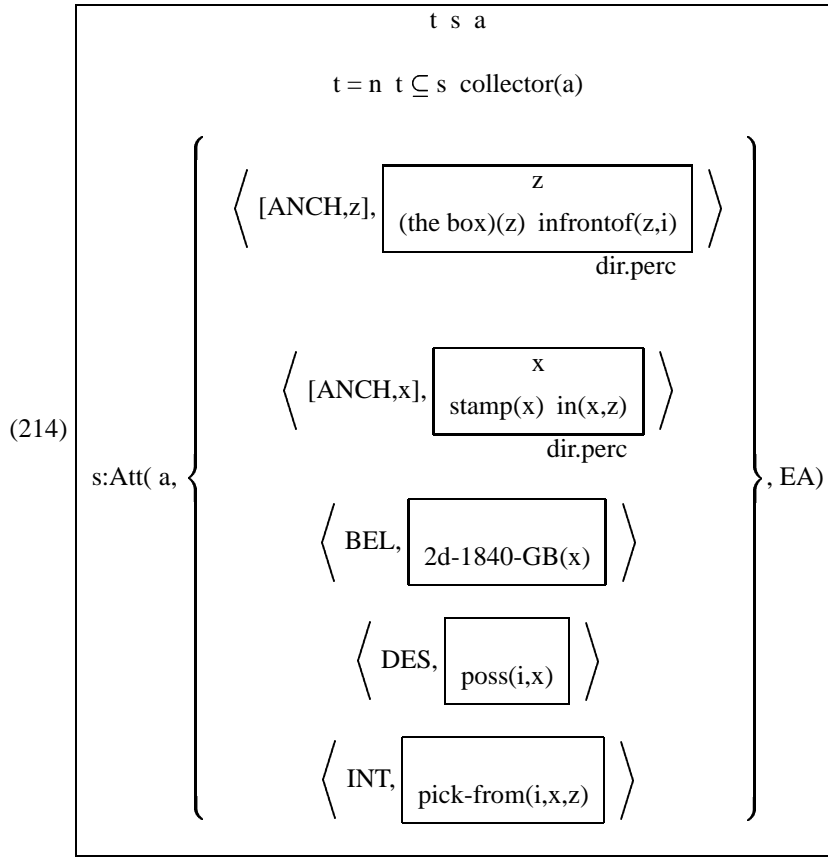 t s a
t = n t ⊆ s collector(a)
z
⟨ [ANCH,z], (the box)(z) infrontof(z,i) ⟩
dir.perc
x
⟨ [ANCH,x], stamp(x) in(x,z) ⟩
dir.perc
(214)
s:Att( a, { }, EA)
⟨ BEL, 2d-1840-GB(x) ⟩
⟨ DES, poss(i,x) ⟩
⟨ INT, pick-from(i,x,z) ⟩